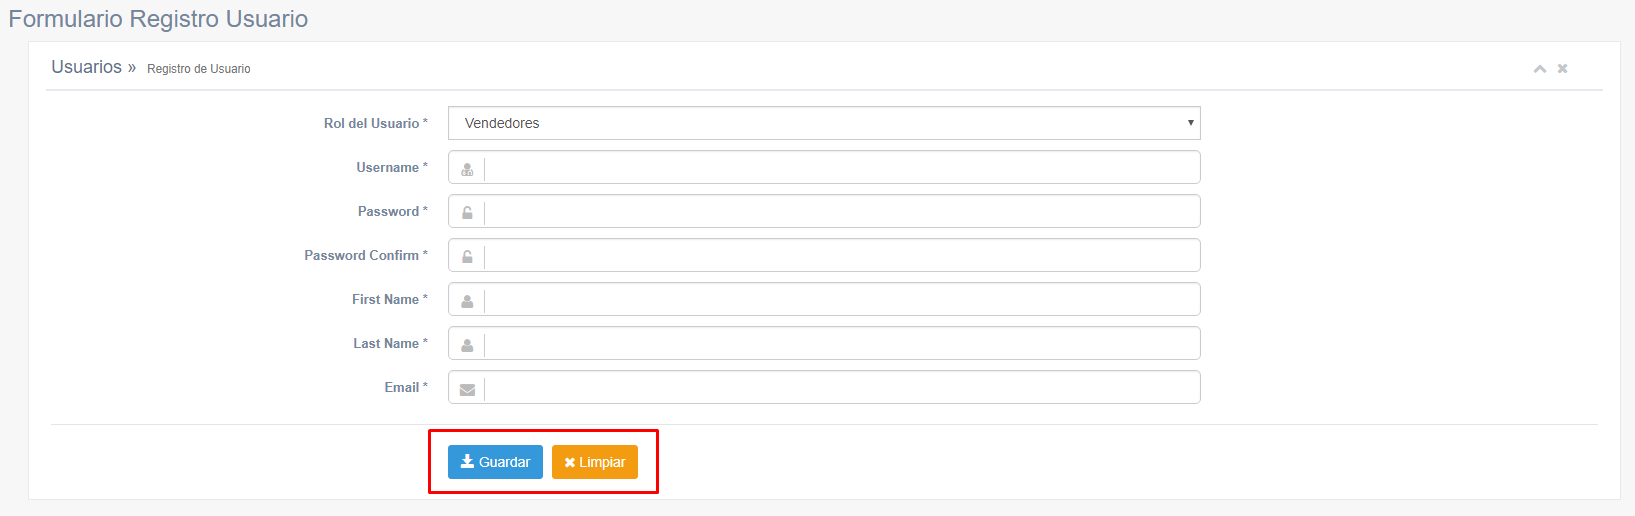 Formulario Registro Usuario
Usuarios » Registro de Usuario
Rol del Usuario * Vendedores
Username *
Password *
Password Confirm *
First Name *
Last Name *
Email *
Guardar Limpiar